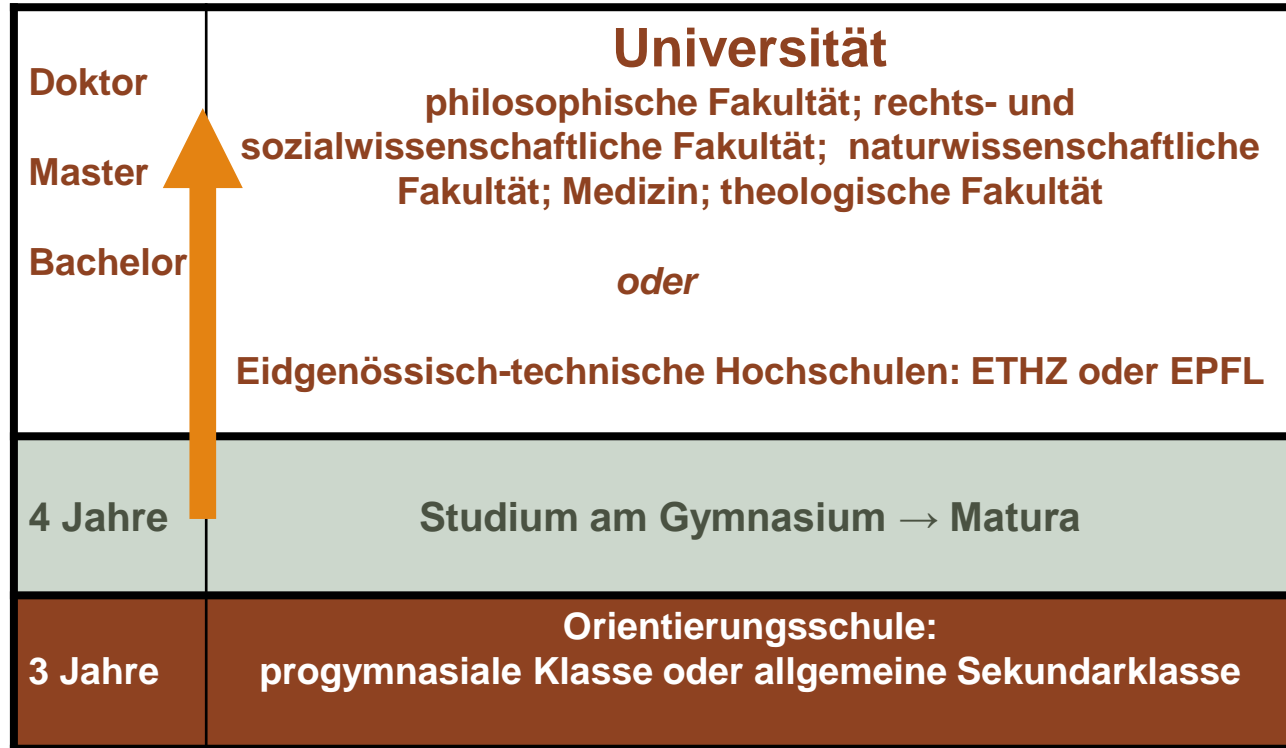 Doktor
Master
Bachelor
Universität
philosophische Fakultät; rechts- und
sozialwissenschaftliche Fakultät; naturwissenschaftliche
Fakultät; Medizin; theologische Fakultät
oder
Eidgenössisch-technische Hochschulen: ETHZ oder EPFL
4 Jahre
Studium am Gymnasium → Matura
3 Jahre
Orientierungsschule:
progymnasiale Klasse oder allgemeine Sekundarklasse